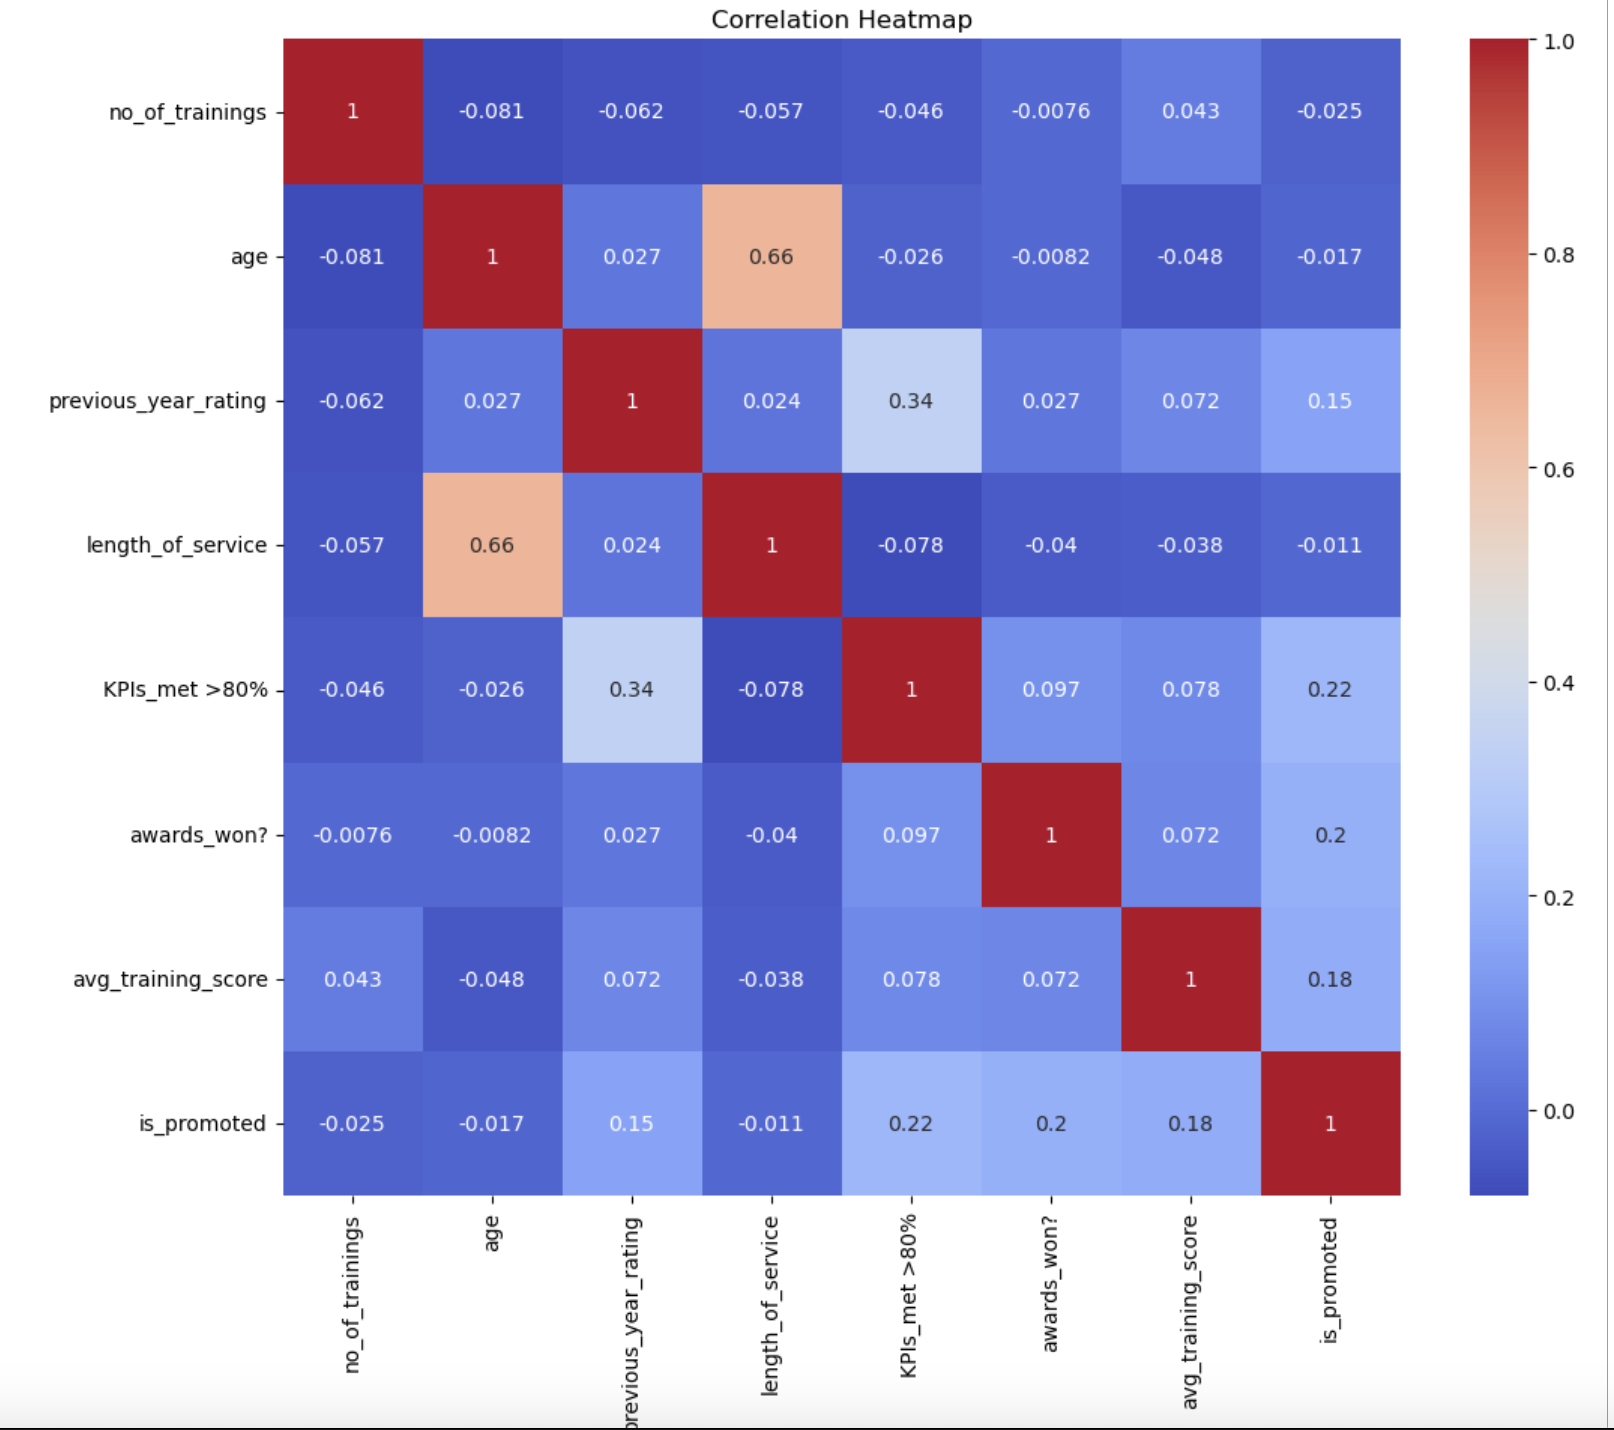 Correlation Heatmap
no_of_trainings 1 -0.081 -0.062 -0.057 -0.046 -0.0076 0.043 -0.025
age -0.081 1 0.027 0.66 -0.026 -0.0082 -0.048 -0.017
previous_year_rating -0.062 0.027 1 0.024 0.34 0.027 0.072 0.15
length_of_service -0.057 0.66 0.024 1 -0.078 -0.04 -0.038 -0.011
KPIs_met >80% -0.046 -0.026 0.34 -0.078 1 0.097 0.078 0.22
awards_won? -0.0076 -0.0082 0.027 -0.04 0.097 1 0.072 0.2
avg_training_score 0.043 -0.048 0.072 -0.038 0.078 0.072 1 0.18
is_promoted -0.025 -0.017 0.15 -0.011 0.22 0.2 0.18 1
no_of_trainings
age
previous_year_rating
length_of_service
KPIs_met >80%
awards_won?
avg_training_score
is_promoted
1.0
0.8
0.6
0.4
0.2
0.0